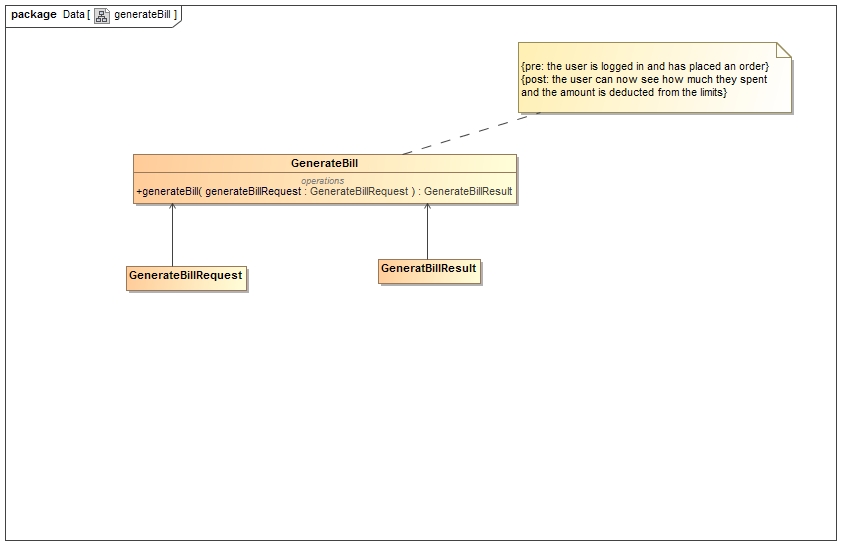 package Data [ generateBill ]
{pre: the user is logged in and has placed an order}
{post: the user can now see how much they spent
and the amount is deducted from the limits}
GenerateBill
operations
+generateBill( generateBillRequest : GenerateBillRequest ) : GenerateBillResult
GenerateBillRequest
GeneratBillResult